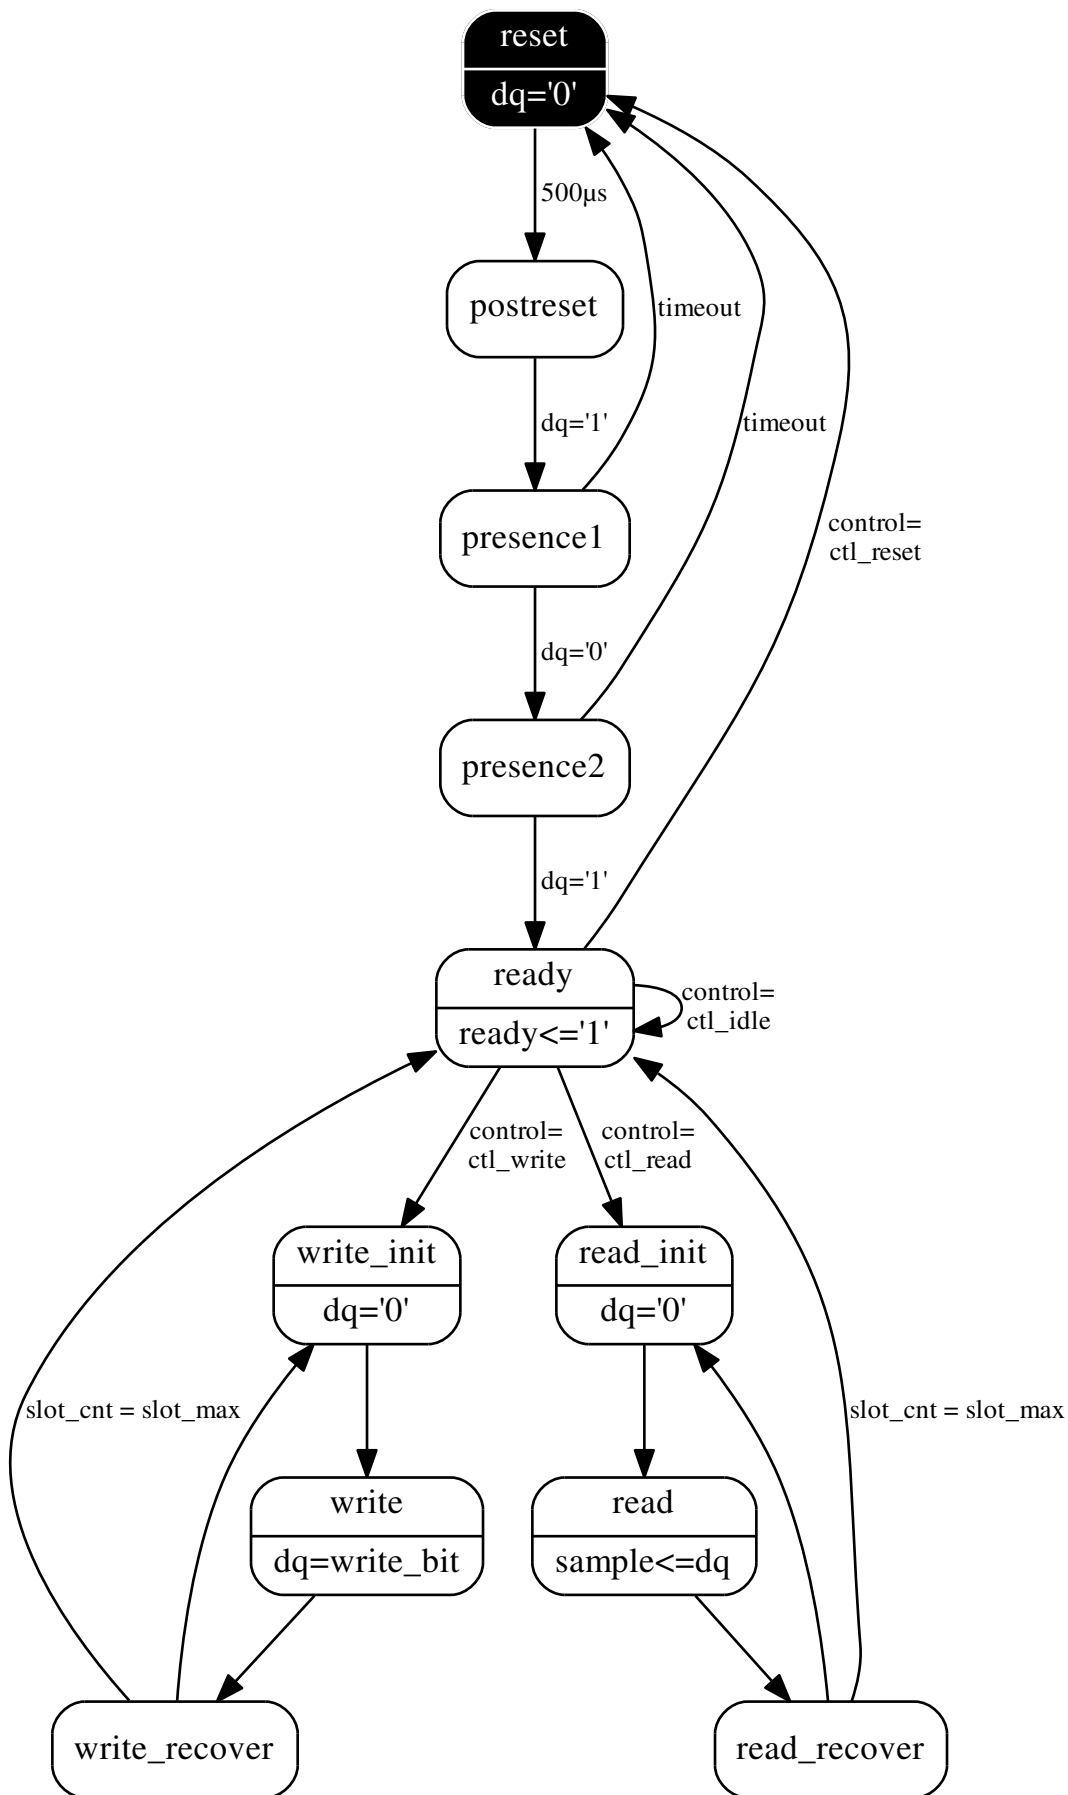 reset
dq='0'
500µs
postreset
timeout
dq='1'
timeout
presence1
control=
ctl_reset
dq='0'
presence2
dq='1'
ready
ready<='1'
control=
ctl_idle
control=
ctl_write
control=
ctl_read
write_init
dq='0'
read_init
dq='0'
slot_cnt = slot_max
slot_cnt = slot_max
write
dq=write_bit
read
sample<=dq
write_recover
read_recover